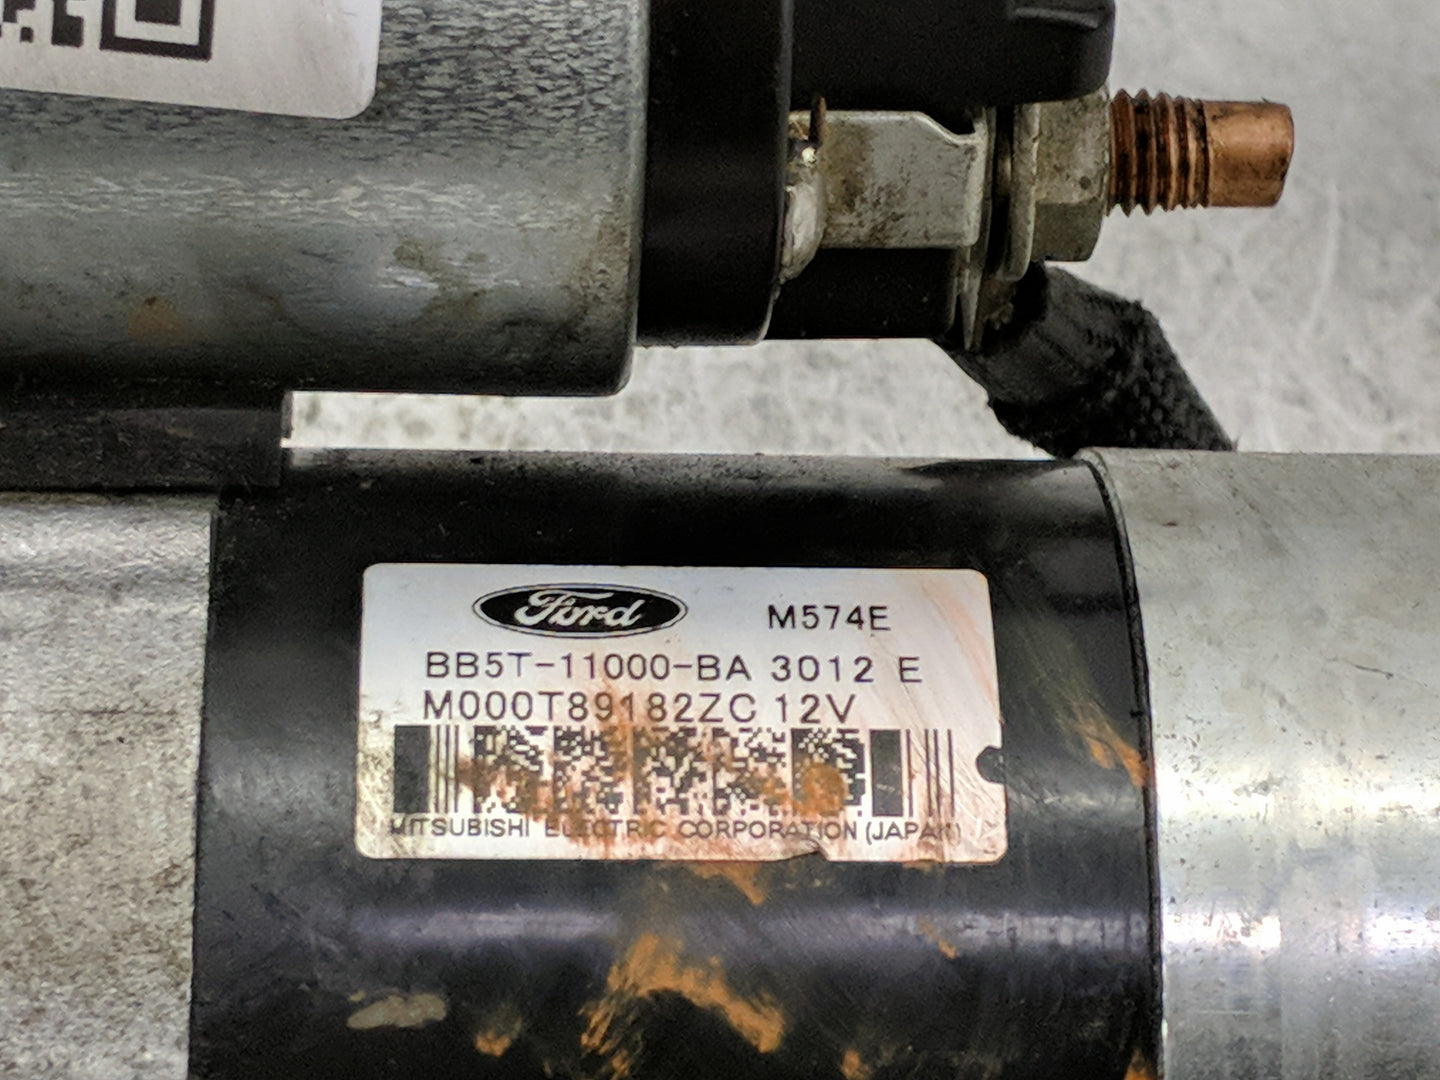 Ford M574E
BB5T-11000-BA 3012 E
M000T89182ZC 12V
MITSUBISHI ELECTRIC CORPORATION (JAPAN)